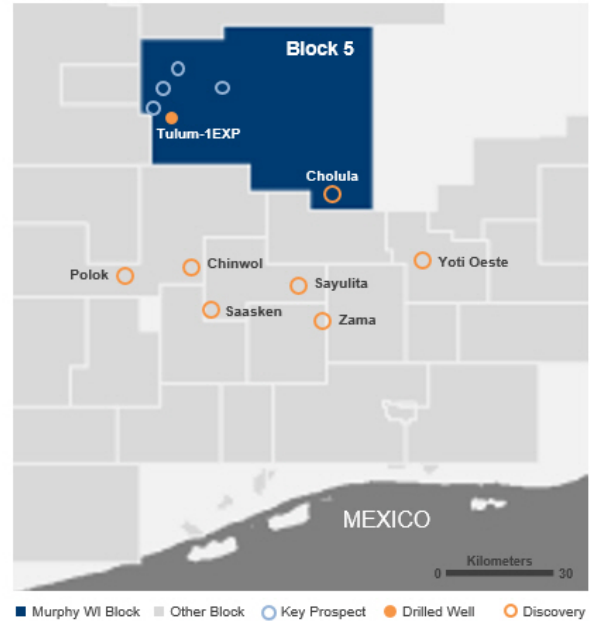 Block 5
Tulum-1EXP
Cholula
Polok
Chinwol
Sayulita
Yoti Oeste
Saasken
Zama
MEXICO
Kilometers
0 30
Murphy WI Block Other Block Key Prospect Drilled Well Discovery